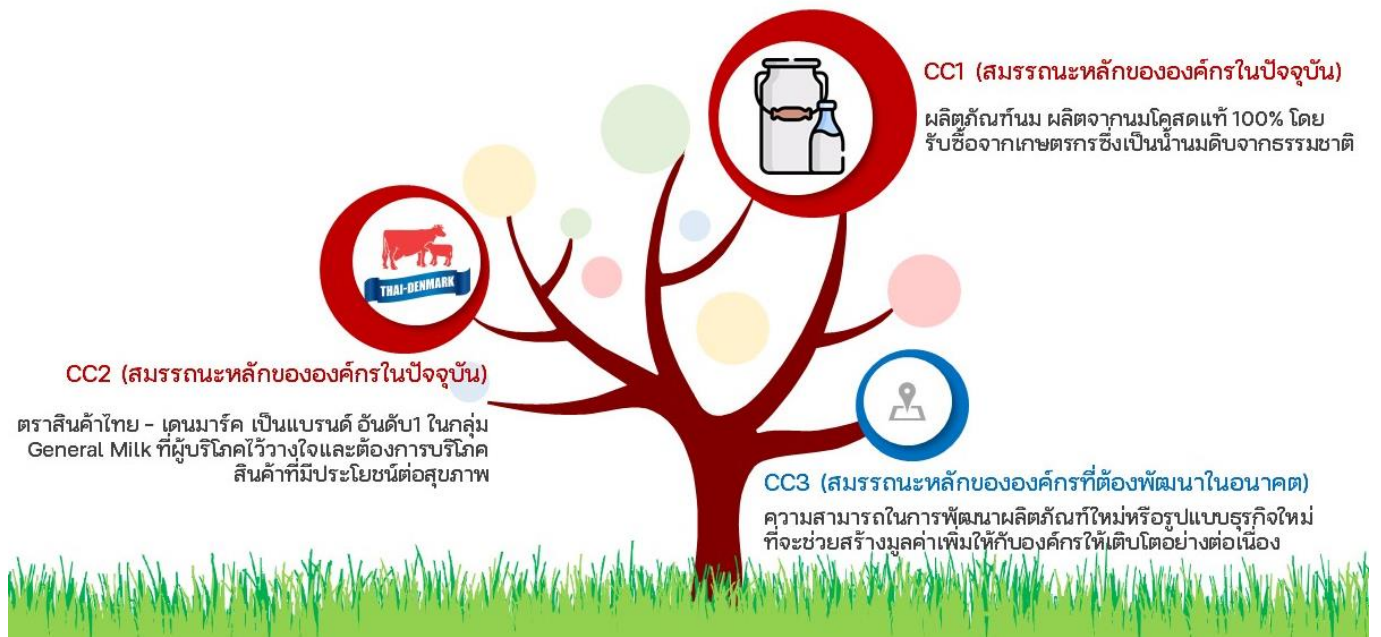 CC1 (สมรรถนะหลักขององค์กรในปัจจุบัน)
ผลิตภัณฑ์นม ผลิตจากนมโคสดแท้ 100% โดย
รับซื้อจากเกษตรกรซึ่งเป็นน้ำนมดิบจากธรรมชาติ
THAI-DENMARK
CC2 (สมรรถนะหลักขององค์กรในปัจจุบัน)
ตราสินค้าไทย - เดนมาร์ค เป็นแบรนด์ อันดับ1 ในกลุ่ม
General Milk ที่ผู้บริโภคไว้วางใจและต้องการบริโภค
สินค้าที่มีประโยชน์ต่อสุขภาพ
CC3 (สมรรถนะหลักขององค์กรที่ต้องพัฒนาในอนาคต)
ความสามารถในการพัฒนาผลิตภัณฑ์ใหม่หรือรูปแบบธุรกิจใหม่
ที่จะช่วยสร้างมูลค่าเพิ่มให้กับองค์กรให้เติบโตอย่างต่อเนื่อง